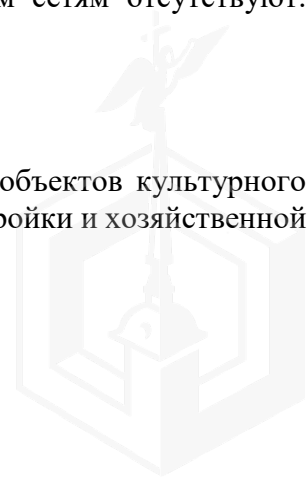 сетям отсутствуют.
объектов культурного
ройки и хозяйственной